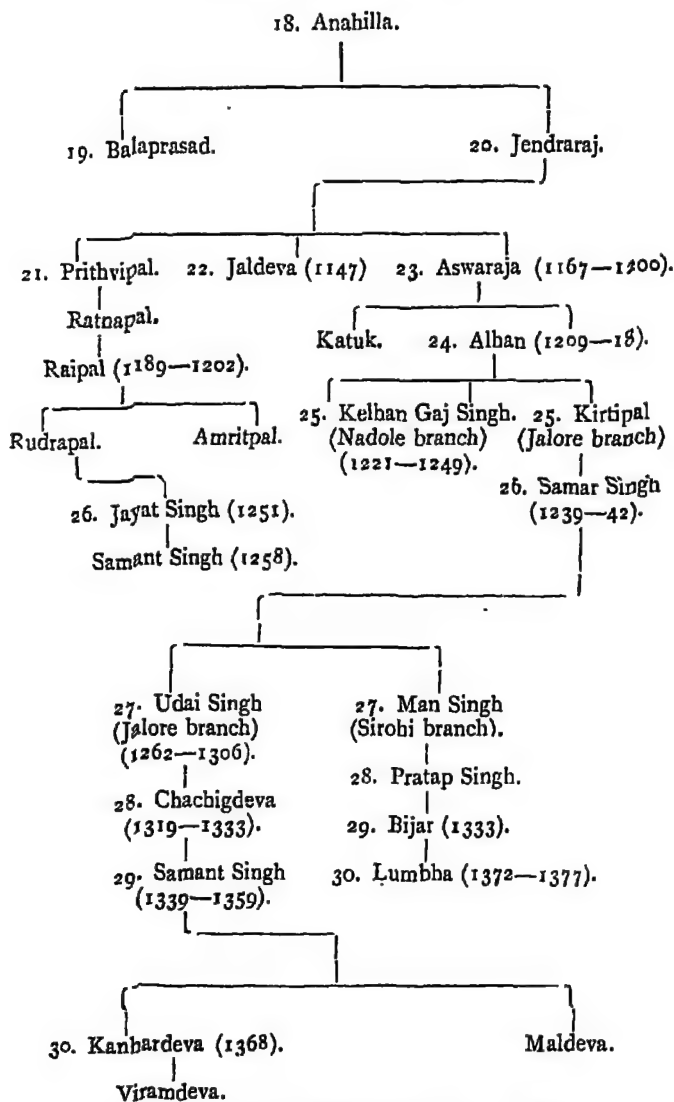 18. Anahilla.
19. Balaprasad. 20. Jendraraj.
21. Prithvipal. 22. Jaldeva (1147) 23. Aswaraja (1167—1200).
Ratnapal. Katuk. 24. Alhan (1209—18).
Raipal (1189—1202).
25. Kelhan Gaj Singh. 25. Kirtipal
Rudrapal. Amritpal. (Nadole branch) (Jalore branch)
(1221—1249).
26. Samar Singh
26. Jayat Singh (1251). (1239—42).
Samant Singh (1258).
27. Udai Singh 27. Man Singh
(Jalore branch) (Sirohi branch).
(1262—1306).
28. Pratap Singh.
28. Chachigdeva
(1319—1333). 29. Bijar (1333).
29. Samant Singh 30. Lumbha (1372—1377).
(1339—1359).
30. Kanhardeva (1368). Maldeva.
Viramdeva.